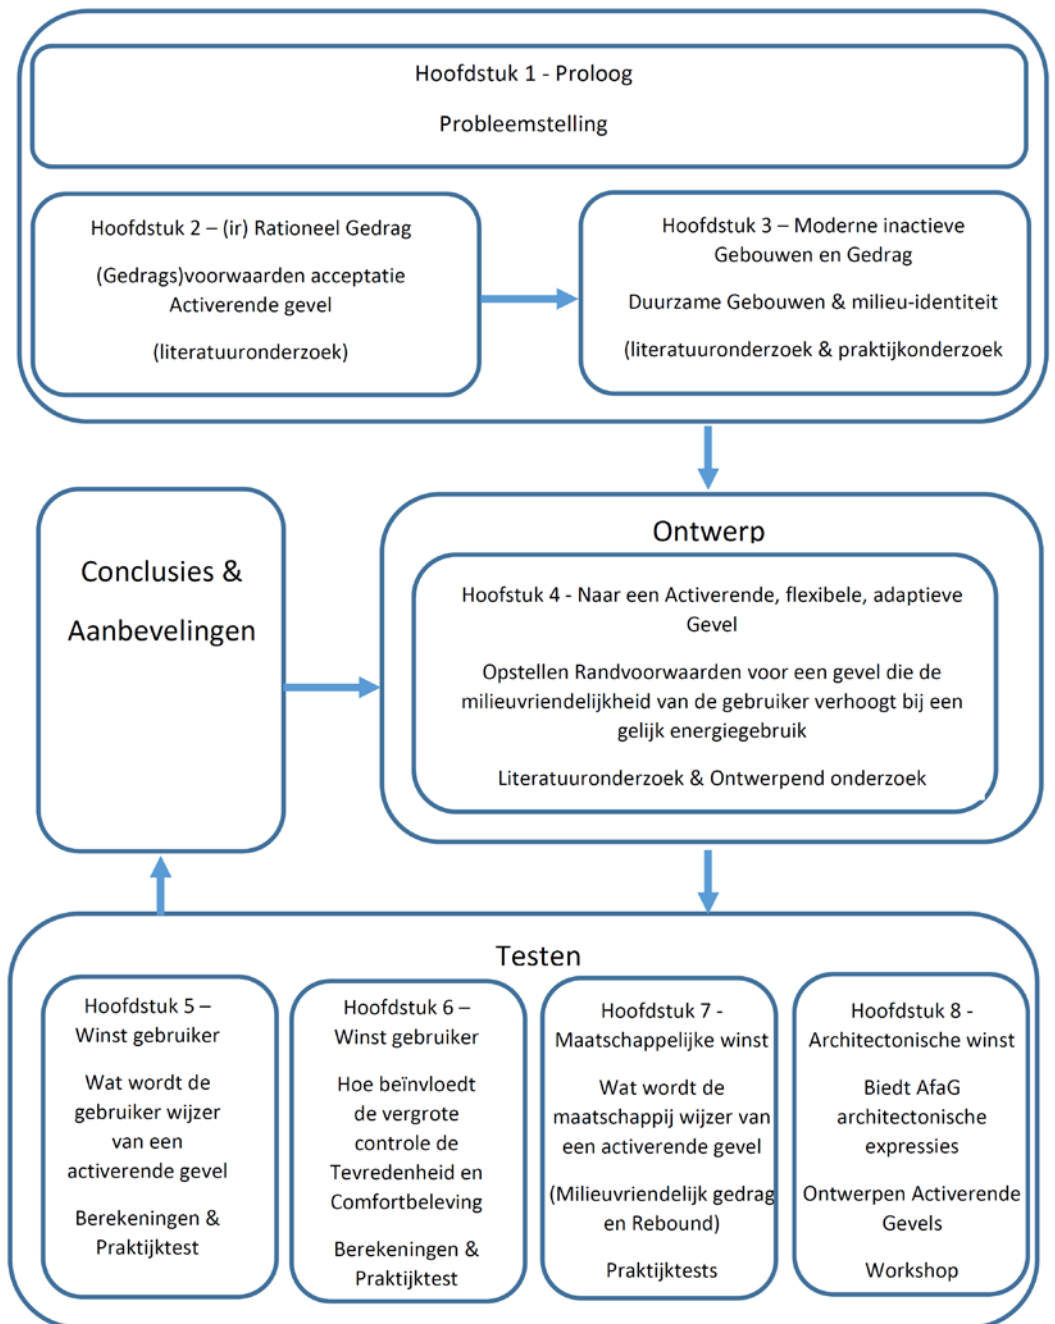 Hoofdstuk 1 - Proloog
Probleemstelling
Hoofdstuk 2 – (ir) Rationeel Gedrag
(Gedrags)voorwaarden acceptatie
Activerende gevel
(literatuuronderzoek)
Hoofdstuk 3 – Moderne inactieve
Gebouwen en Gedrag
Duurzame Gebouwen & milieu-identiteit
(literatuuronderzoek & praktijkonderzoek
Conclusies &
Aanbevelingen
Ontwerp
Hoofstuk 4 - Naar een Activerende, flexibele, adaptieve
Gevel
Opstellen Randvoorwaarden voor een gevel die de
milieuvriendelijkheid van de gebruiker verhoogt bij een
gelijk energiegebruik
Literatuuronderzoek & Ontwerpend onderzoek
Testen
Hoofdstuk 5 –
Winst gebruiker
Wat wordt de
gebruiker wijzer
van een
activerende gevel
Berekeningen &
Praktijktest
Hoofdstuk 6 –
Winst gebruiker
Hoe beïnvloedt
de vergrote
controle de
Tevredenheid en
Comfortbeleving
Berekeningen &
Praktijktest
Hoofdstuk 7 -
Maatschappelijke winst
Wat wordt de
maatschappij wijzer van
een activerende gevel
(Milieuvriendelijk gedrag
en Rebound)
Praktijktests
Hoofdstuk 8 -
Architectonische winst
Biedt AfaG
architectonische
expressies
Ontwerpen Activerende
Gevels
Workshop